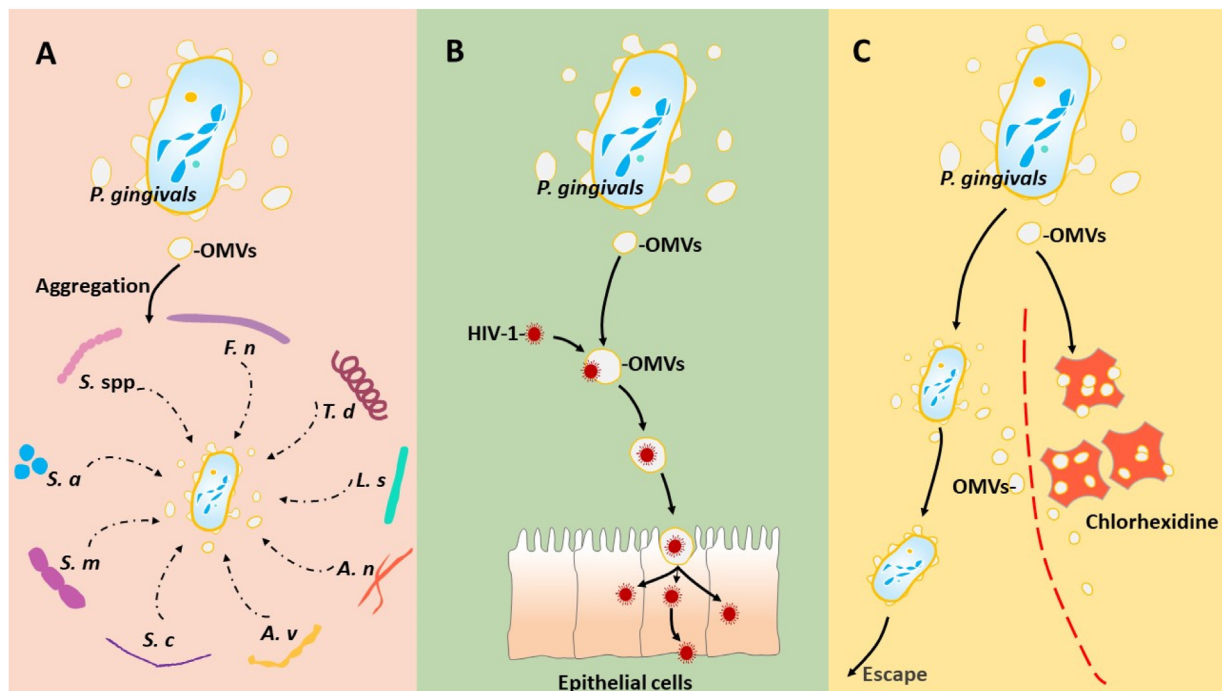 A
P. gingivals
-OMVs
Aggregation
F. n
S. spp
T. d
S. a
L. s
S. m
A. n
S. c
A. v
B
P. gingivals
-OMVs
HIV-1-
-OMVs
Epithelial cells
C
P. gingivals
-OMVs
OMVs-
Chlorhexidine
Escape